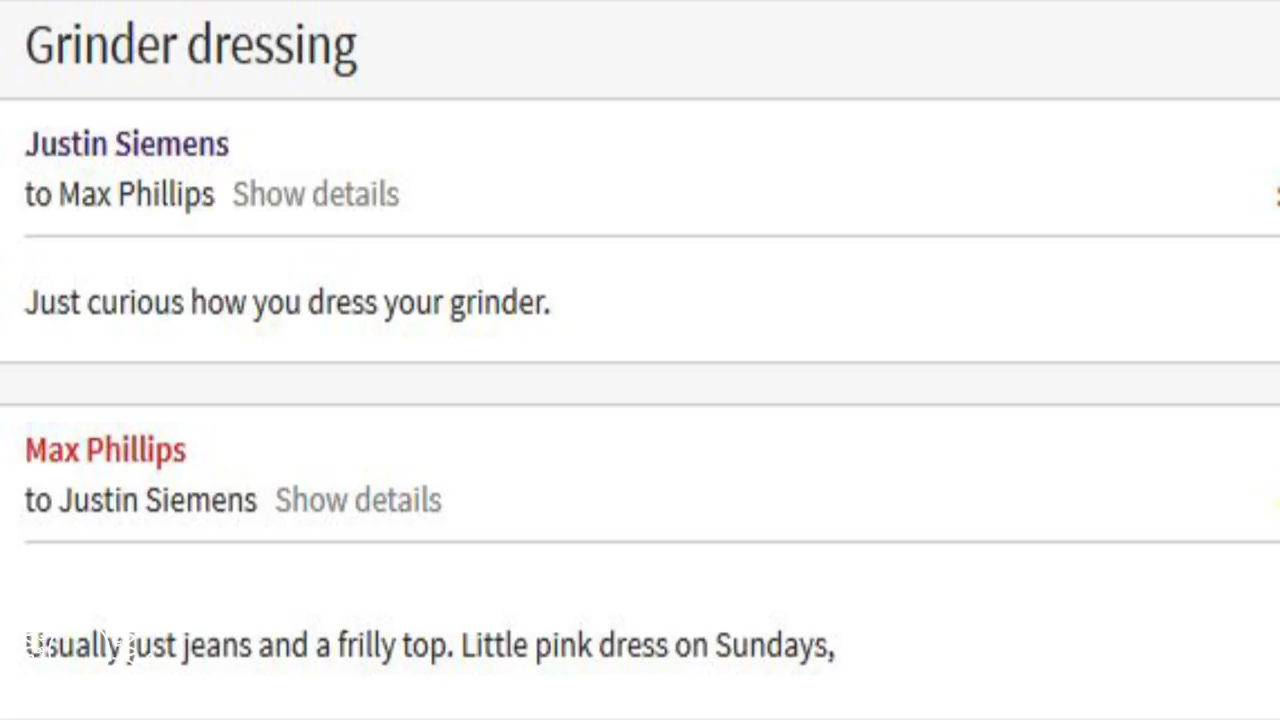 Grinder dressing
Justin Siemens
to Max Phillips Show details
Just curious how you dress your grinder.
Max Phillips
to Justin Siemens Show details
Usually just jeans and a frilly top. Little pink dress on Sundays,